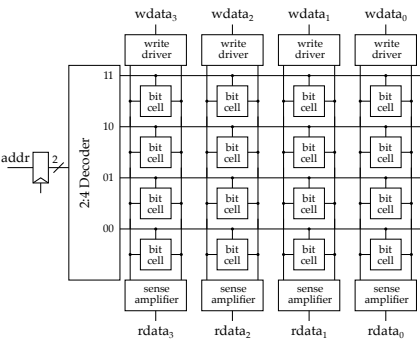 wdata3 wdata2 wdata1 wdata0
write driver write driver write driver write driver
11
bit cell bit cell bit cell bit cell
10
bit cell bit cell bit cell bit cell
addr 2 2:4 Decoder
01
bit cell bit cell bit cell bit cell
00
bit cell bit cell bit cell bit cell
sense amplifier sense amplifier sense amplifier sense amplifier
rdata3 rdata2 rdata1 rdata0